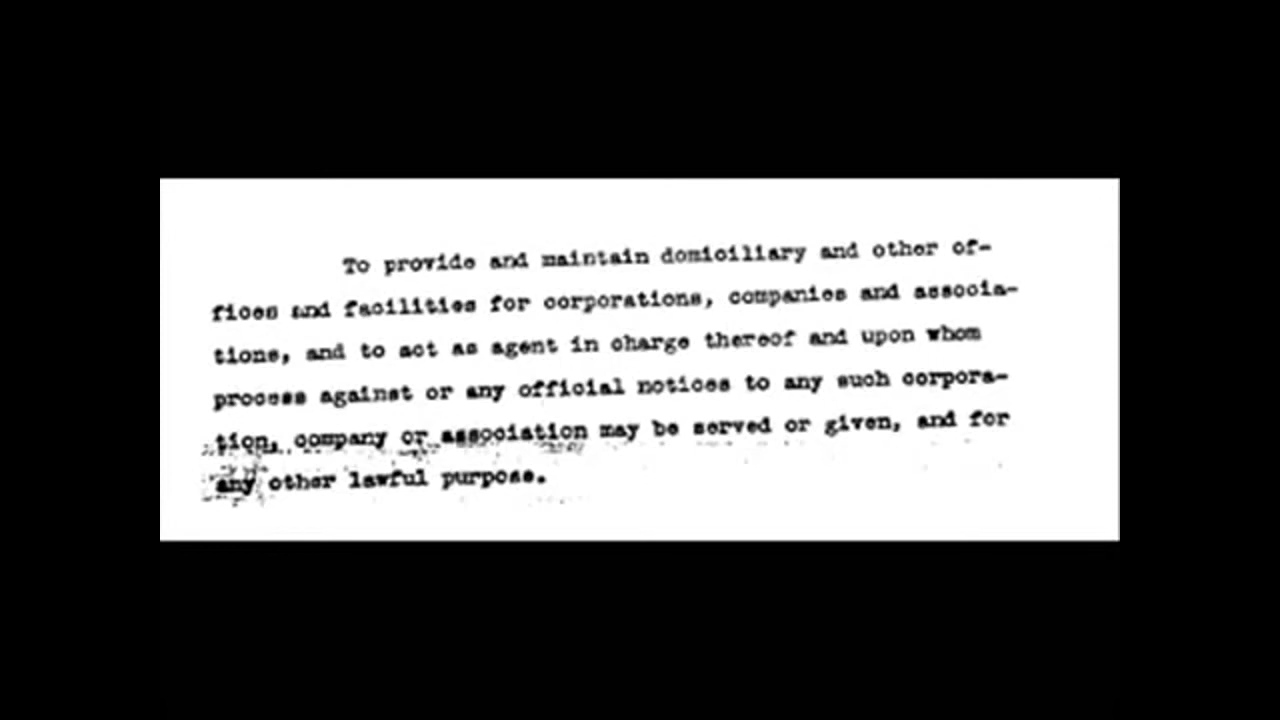 To provide and maintain domiciliary and other of-
fices and facilities for corporations, companies and associa-
tions, and to act as agent in charge thereof and upon whom
process against or any official notices to any such corpora-
tion, company or association may be served or given, and for
any other lawful purpose.